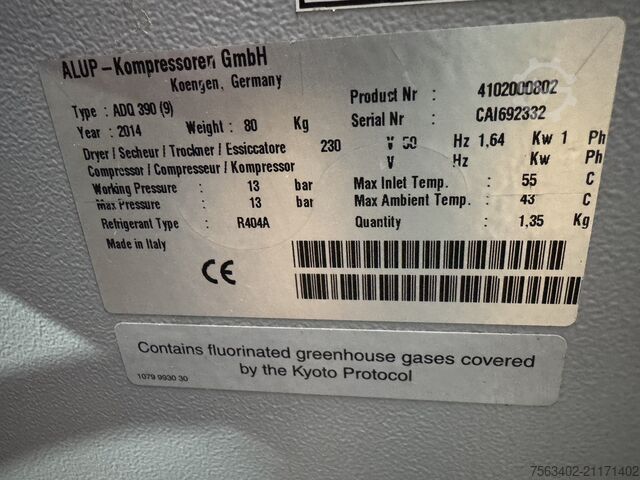 ALUP-Kompressoren GmbH
Koengen, Germany
Type : ADQ 390 (9)
Year : 2014 Weight : 80 Kg
Product Nr : 4102000802
Serial Nr : CAI692332
Dryer / Secheur / Trockner / Essiccatore 230 V 50 Hz 1,64 Kw 1 Ph
Compressor / Compresseur / Kompressor V Hz Kw Ph
Working Pressure : 13 bar
Max Pressure : 13 bar
Refrigerant Type : R404A
Max Inlet Temp. : 55 C
Max Ambient Temp. : 43 C
Quantity : 1,35 Kg
Made in Italy
CE
Contains fluorinated greenhouse gases covered
by the Kyoto Protocol
1079 9930 30
7563402-21171402